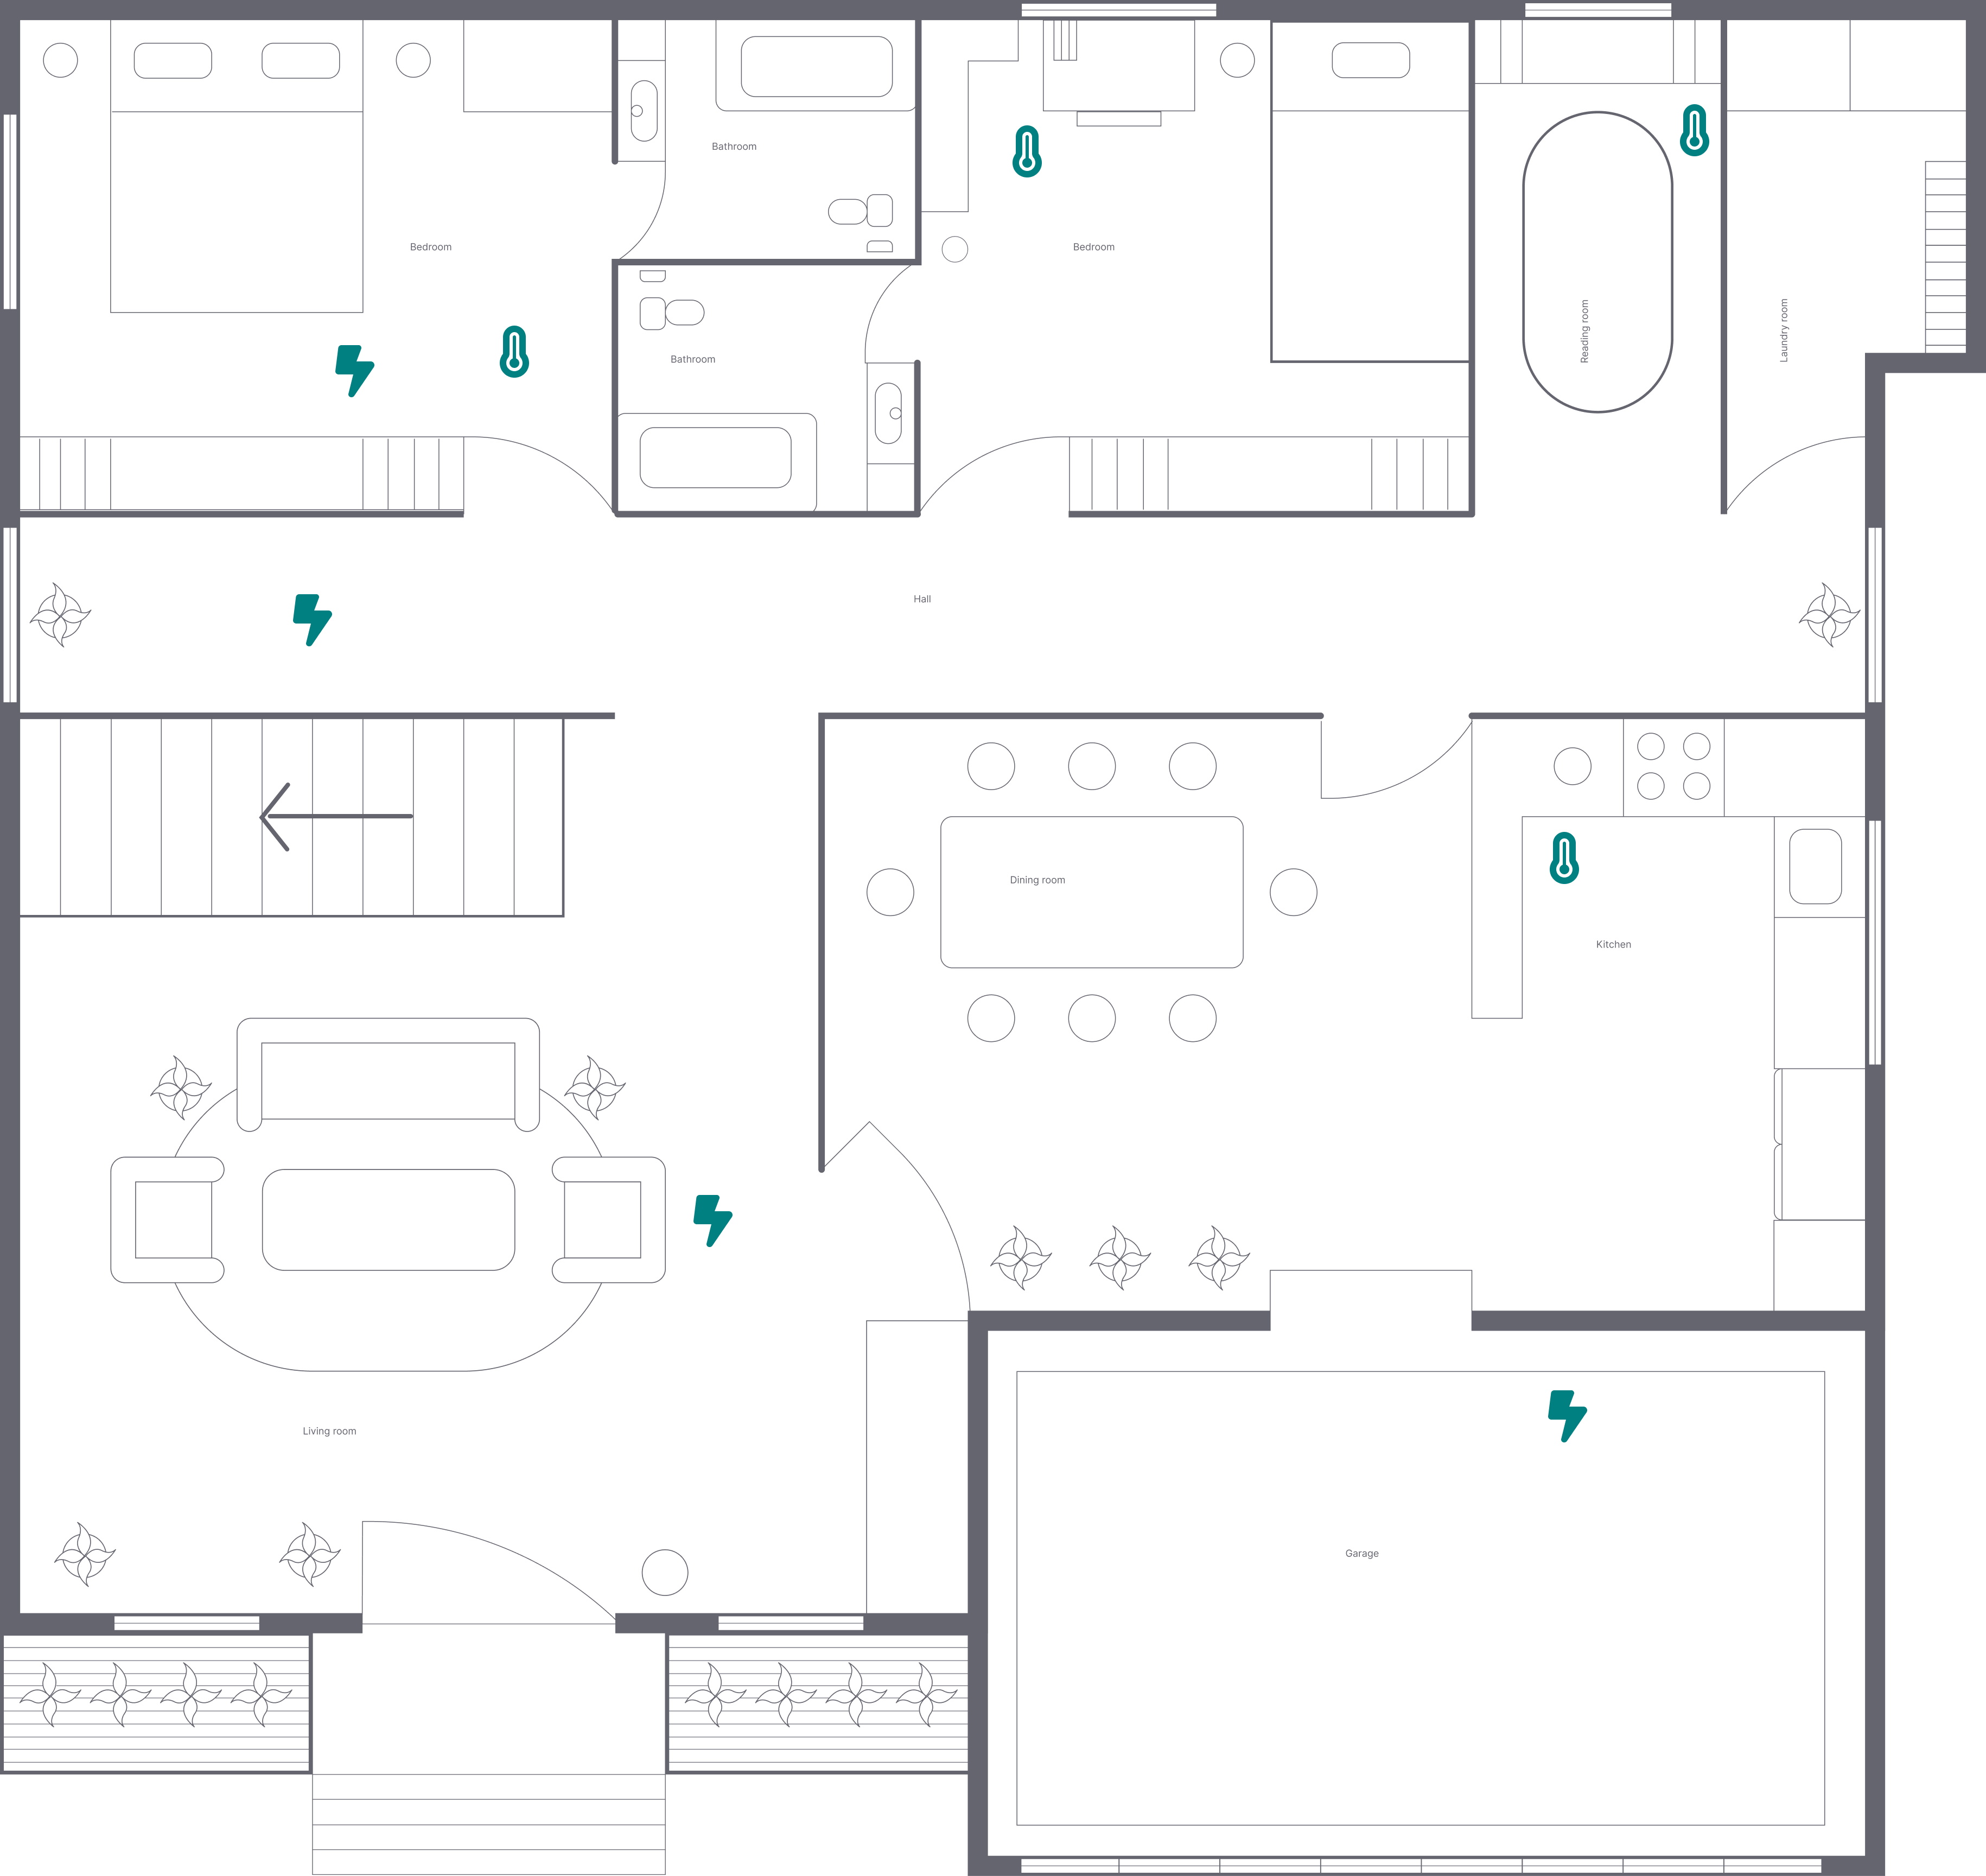 Bathroom
Bedroom
Bedroom
Reading room
Laundry room
Bathroom
Hall
Dining room
Kitchen
Living room
Garage